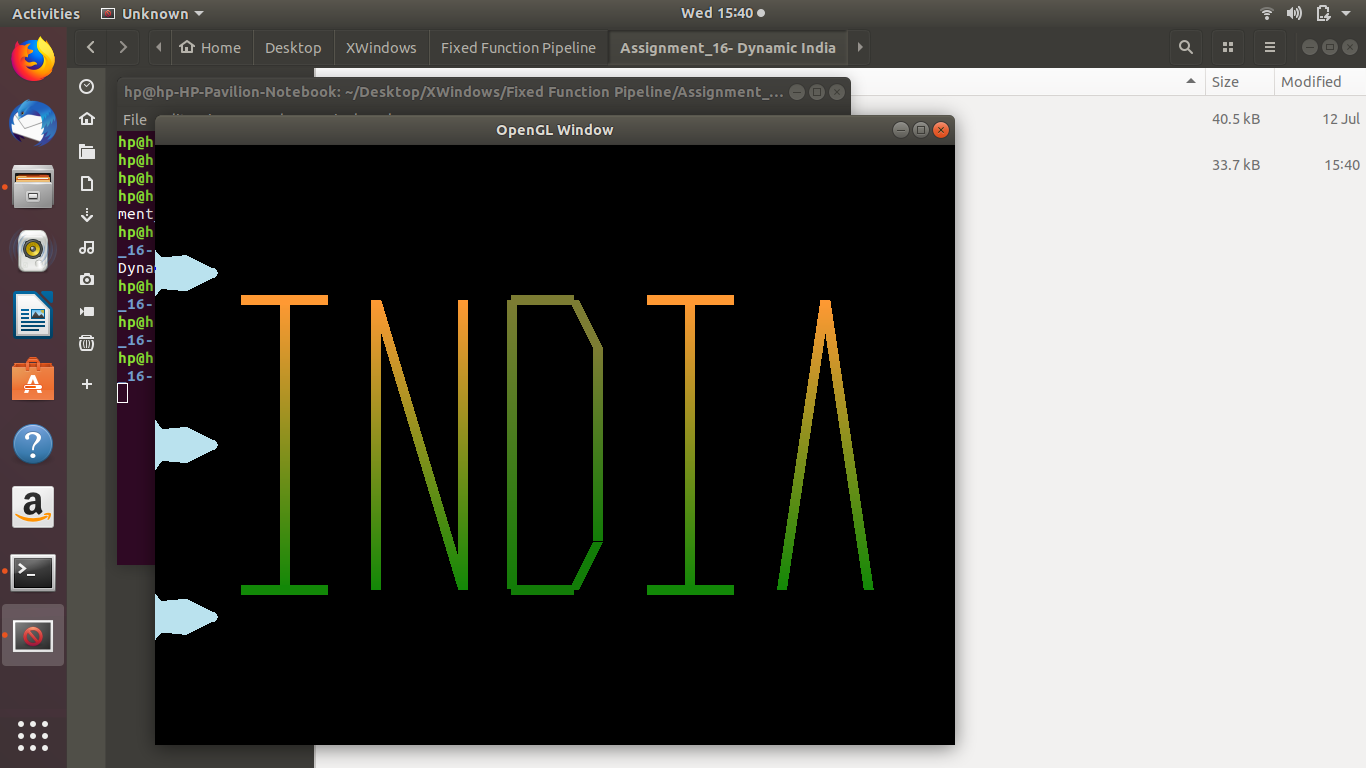 Activities Unknown Wed 15:40
Home Desktop XWindows Fixed Function Pipeline Assignment_16- Dynamic India
Size Modified
hp@hp-HP-Pavilion-Notebook: ~/Desktop/XWindows/Fixed Function Pipeline/Assignment_...
File
40.5 kB 12 Jul
OpenGL Window
33.7 kB 15:40
hp@h
hp@h
hp@h
hp@h
ment_
hp@h
_16-
Dyna
hp@h
_16-
hp@h
_16-
hp@h
_16-
INDIA